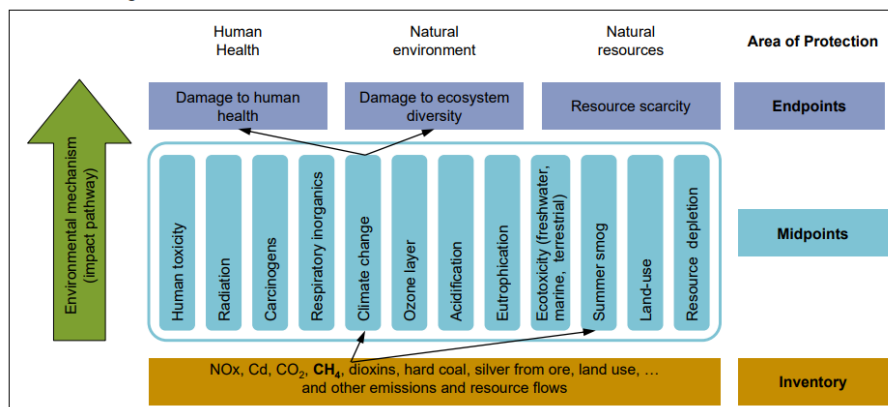 Human
Health
Natural
environment
Natural
resources
Area of Protection
Damage to human
health
Damage to ecosystem
diversity
Resource scarcity
Endpoints
Environmental mechanism
(impact pathway)
Human toxicity
Radiation
Carcinogens
Respiratory inorganics
Climate change
Ozone layer
Acidification
Eutrophication
Ecotoxicity (freshwater,
marine, terrestrial)
Summer smog
Land-use
Resource depletion
Midpoints
NOx, Cd, CO₂, CH₄, dioxins, hard coal, silver from ore, land use, …
and other emissions and resource flows
Inventory